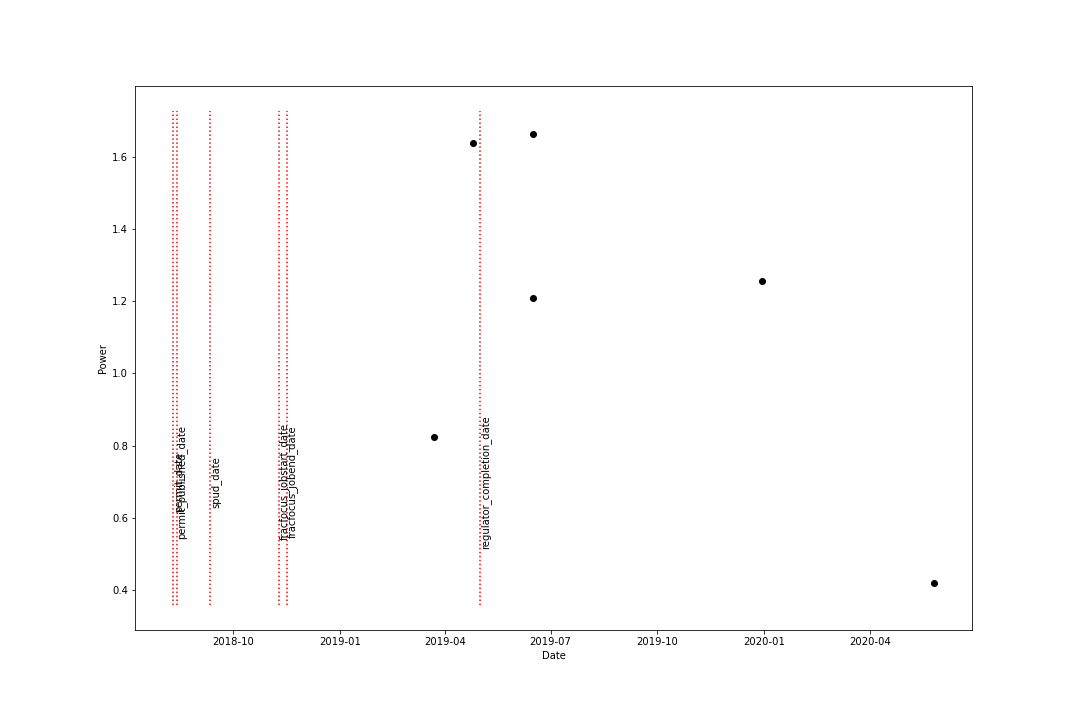 1.6
1.4
1.2
1.0
0.8
0.6
0.4
Power
permit_date
permit_published_date
spud_date
fracfocus_jobstart_date
fracfocus_jobend_date
regulator_completion_date
2018-10
2019-01
2019-04
2019-07
2019-10
2020-01
2020-04
Date